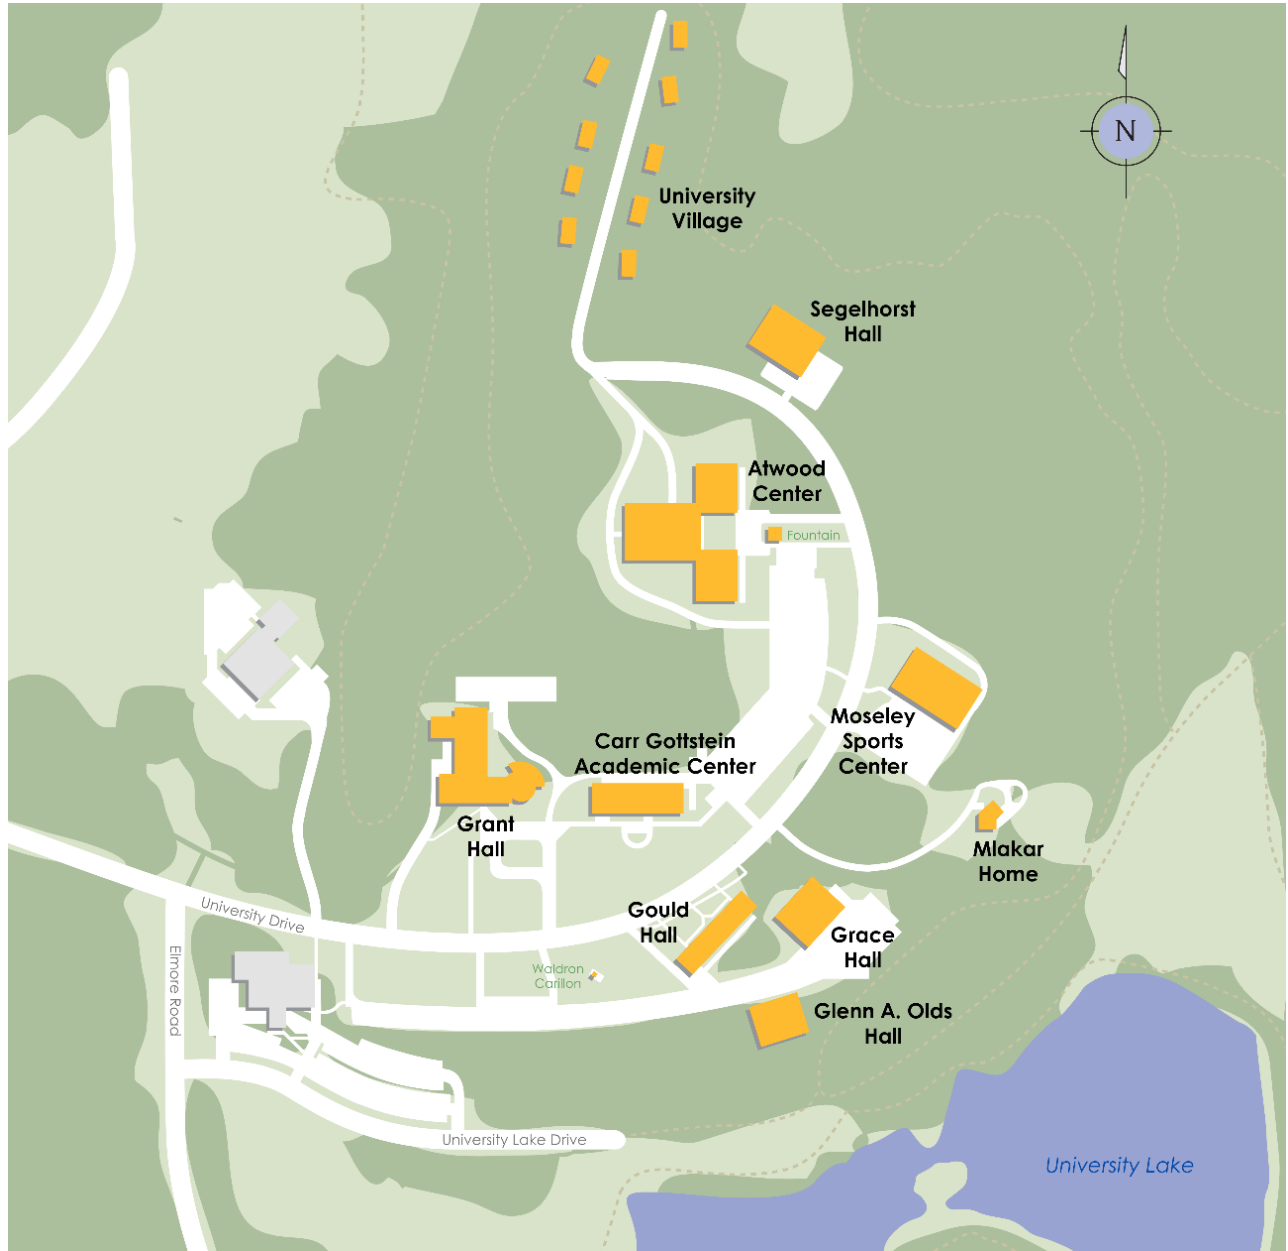 N
University
Village
Segelhorst
Hall
Atwood
Center
Fountain
Moseley
Sports
Center
Carr Gottstein
Academic Center
Grant
Hall
Mlakar
Home
University Drive
Gould
Hall
Grace
Hall
Elmore Road
Waldron
Carillon
Glenn A. Olds
Hall
University Lake Drive
University Lake